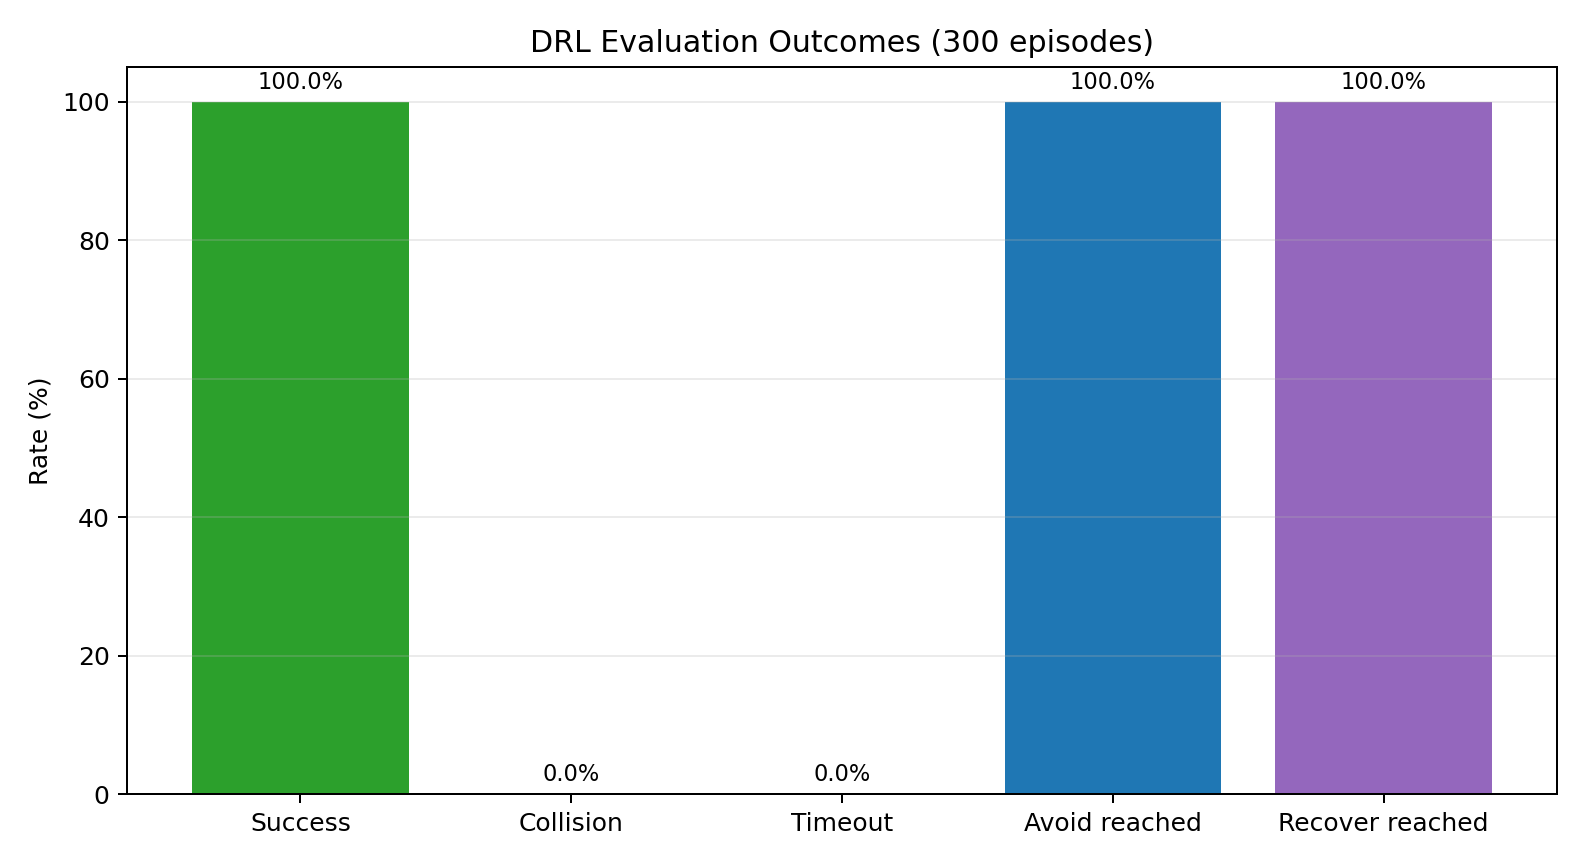 DRL Evaluation Outcomes (300 episodes)
100.0% 0.0% 0.0% 100.0% 100.0%
Rate (%)
100
80
60
40
20
0
Success Collision Timeout Avoid reached Recover reached